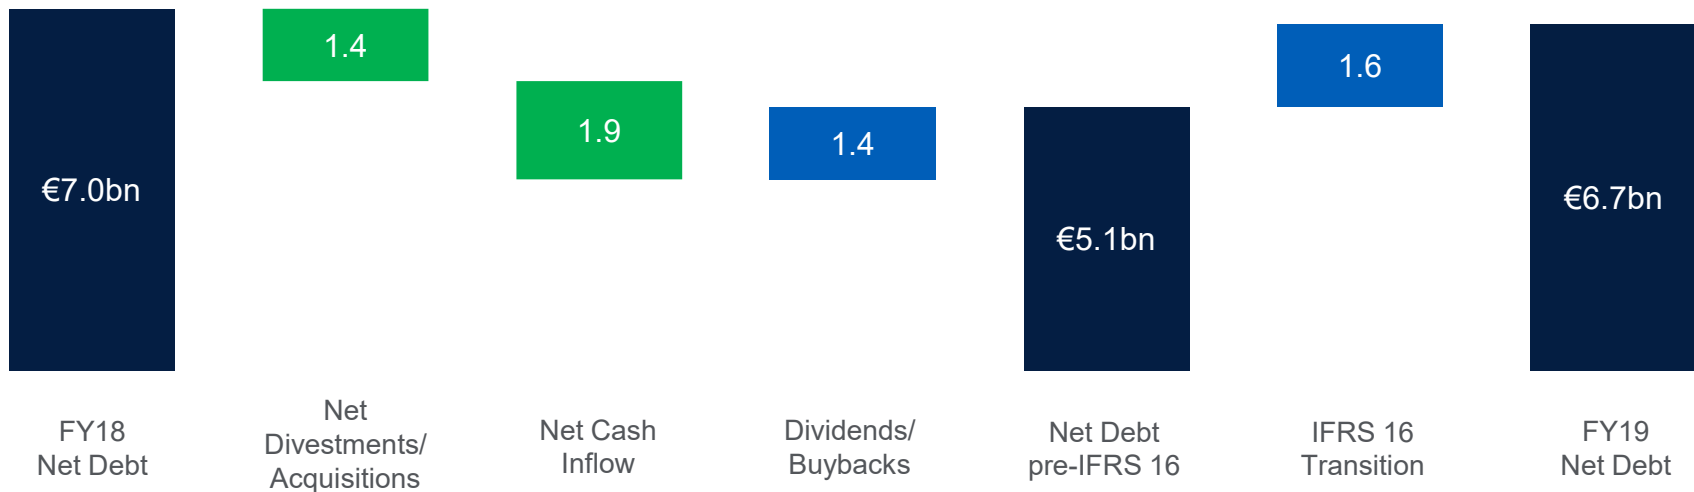 1.4
1.6
1.9
1.4
€7.0bn
€6.7bn
€5.1bn
FY18
Net Debt
Net
Divestments/
Acquisitions
Net Cash
Inflow
Dividends/
Buybacks
Net Debt
pre-IFRS 16
IFRS 16
Transition
FY19
Net Debt